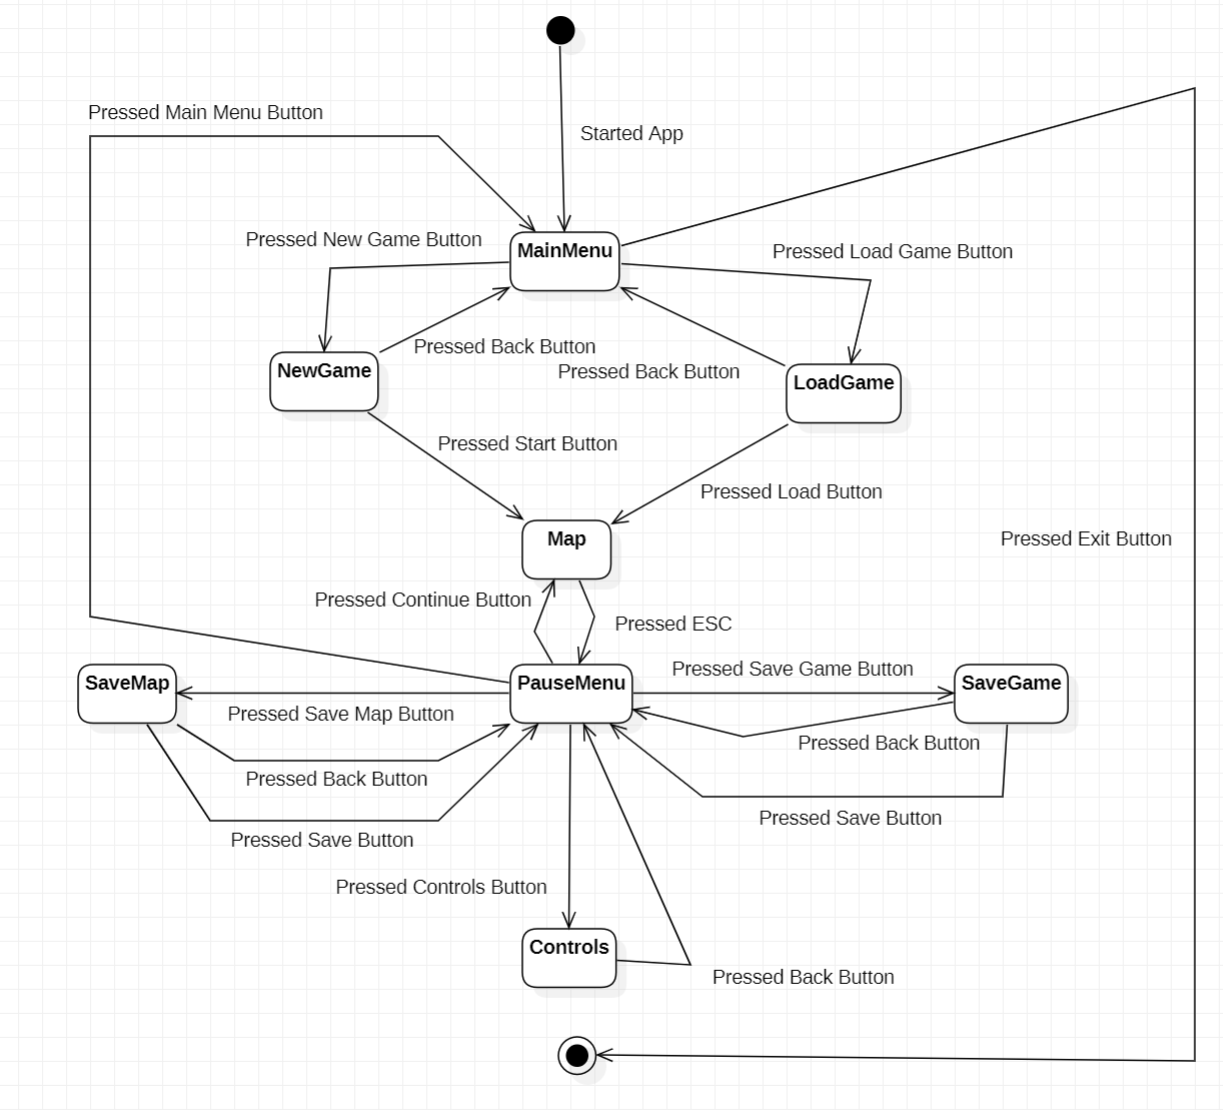 Pressed Main Menu Button
Started App
Pressed New Game Button
MainMenu
Pressed Load Game Button
Pressed Back Button
NewGame
Pressed Back Button
LoadGame
Pressed Start Button
Pressed Load Button
Map
Pressed Exit Button
Pressed Continue Button
Pressed ESC
Pressed Save Game Button
SaveMap
PauseMenu
SaveGame
Pressed Save Map Button
Pressed Back Button
Pressed Back Button
Pressed Save Button
Pressed Save Button
Pressed Controls Button
Controls
Pressed Back Button